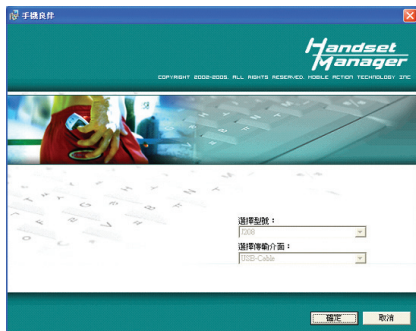 手機良伴
Handset
Manager
COPYRIGHT 2002-2005. ALL RIGHTS RESERVED. MOBILE ACTION TECHNOLOGY INC
選擇型號：
J208
選擇傳輸介面：
USB-Cable
確定
取消